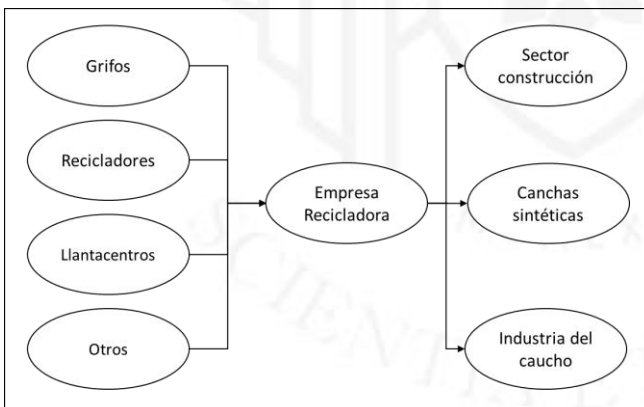 Grifos
Recicladores
Llantacentros
Otros
Empresa
Recicladora
Sector
construcción
Canchas
sintéticas
Industria del
caucho